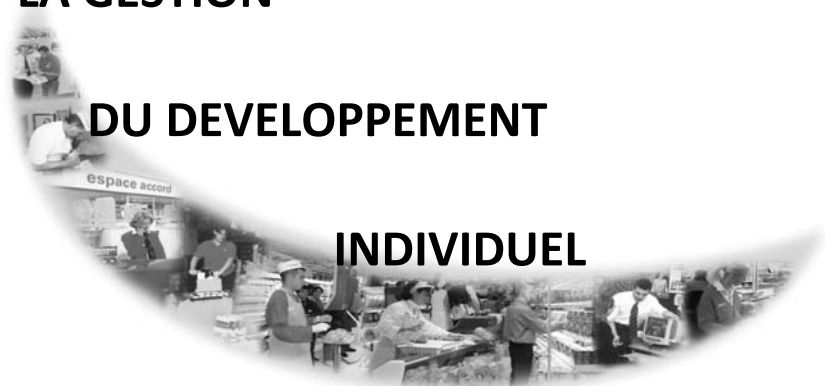 LA GESTION
DU DEVELOPPEMENT
espace accord
INDIVIDUEL